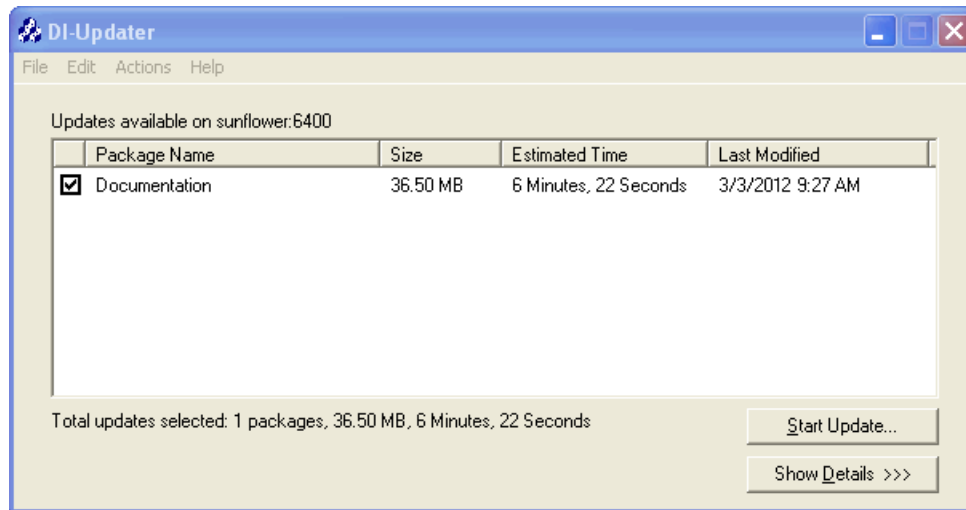 DI-Updater
File Edit Actions Help
Updates available on sunflower:6400
Package Name Size Estimated Time Last Modified
Documentation 36.50 MB 6 Minutes, 22 Seconds 3/3/2012 9:27 AM
Total updates selected: 1 packages, 36.50 MB, 6 Minutes, 22 Seconds
Start Update...
Show Details >>>